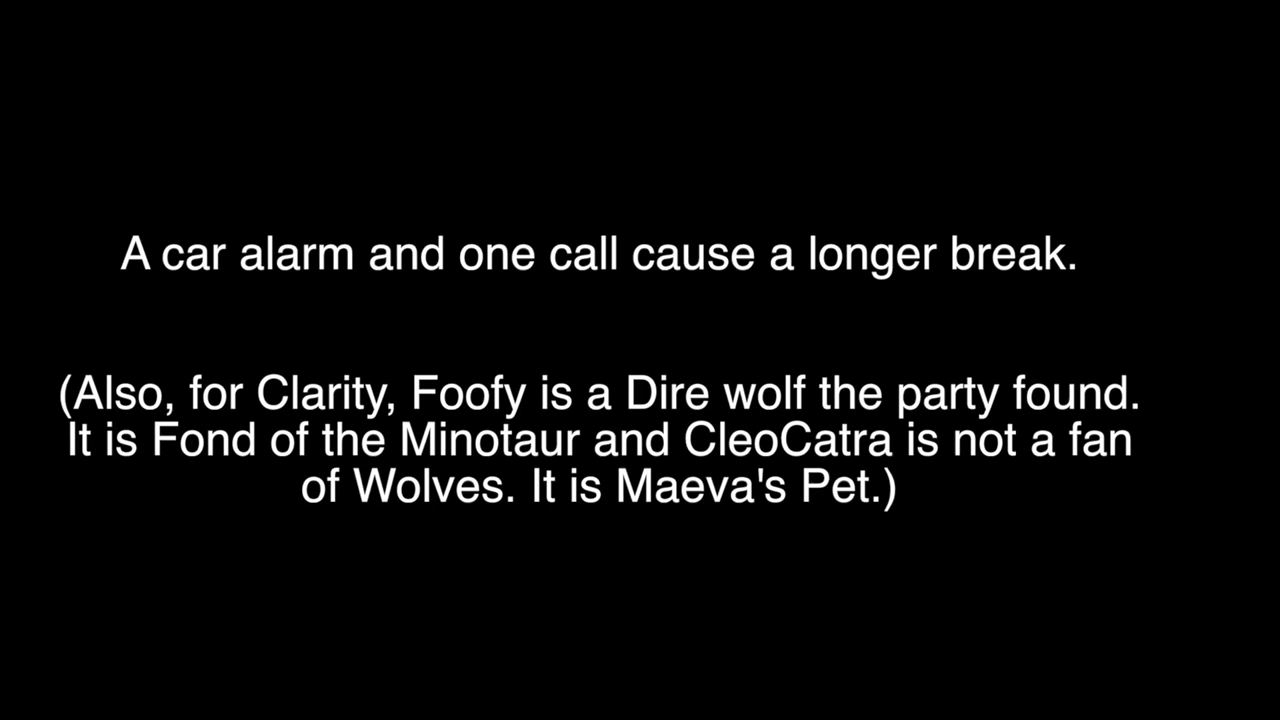 A car alarm and one call cause a longer break.
(Also, for Clarity, Foofy is a Dire wolf the party found.
It is Fond of the Minotaur and CleoCatra is not a fan
of Wolves. It is Maeva's Pet.)